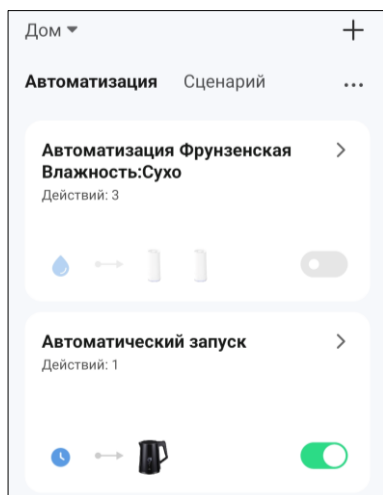 Дом
Автоматизация Сценарий
Автоматизация Фрунзенская
Влажность:Сухо
Действий: 3
Автоматический запуск
Действий: 1